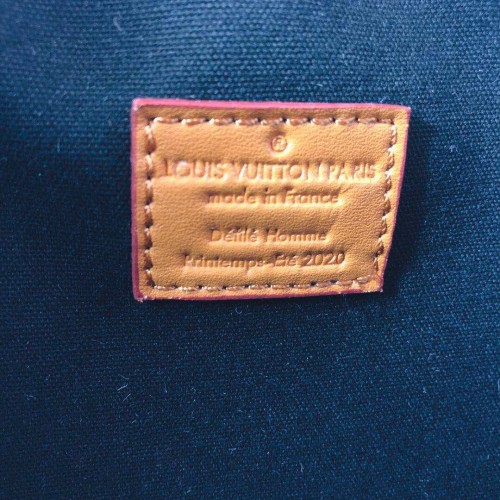 ®
LOUIS VUITTON PARIS
made in France
Défilé Homme
Printemps-Été 2020